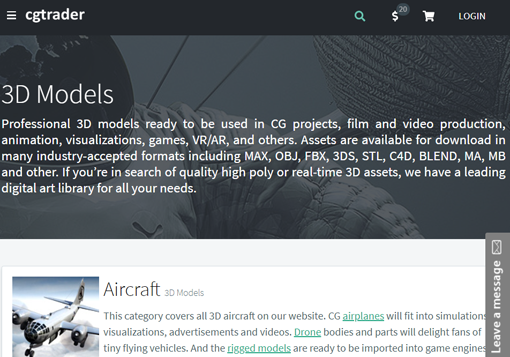 cgtrader
20
$
LOGIN
3D Models
Professional 3D models ready to be used in CG projects, film and video production,
animation, visualizations, games, VR/AR, and others. Assets are available for download in
many industry-accepted formats including MAX, OBJ, FBX, 3DS, STL, C4D, BLEND, MA, MB
and other. If you're in search of quality high poly or real-time 3D assets, we have a leading
digital art library for all your needs.
Leave a message
Aircraft 3D Models
This category covers all 3D aircraft on our website. CG airplanes will fit into simulations
visualizations, advertisements and videos. Drone bodies and parts will delight fans of
tiny flying vehicles. And the rigged models are ready to be imported into game engines